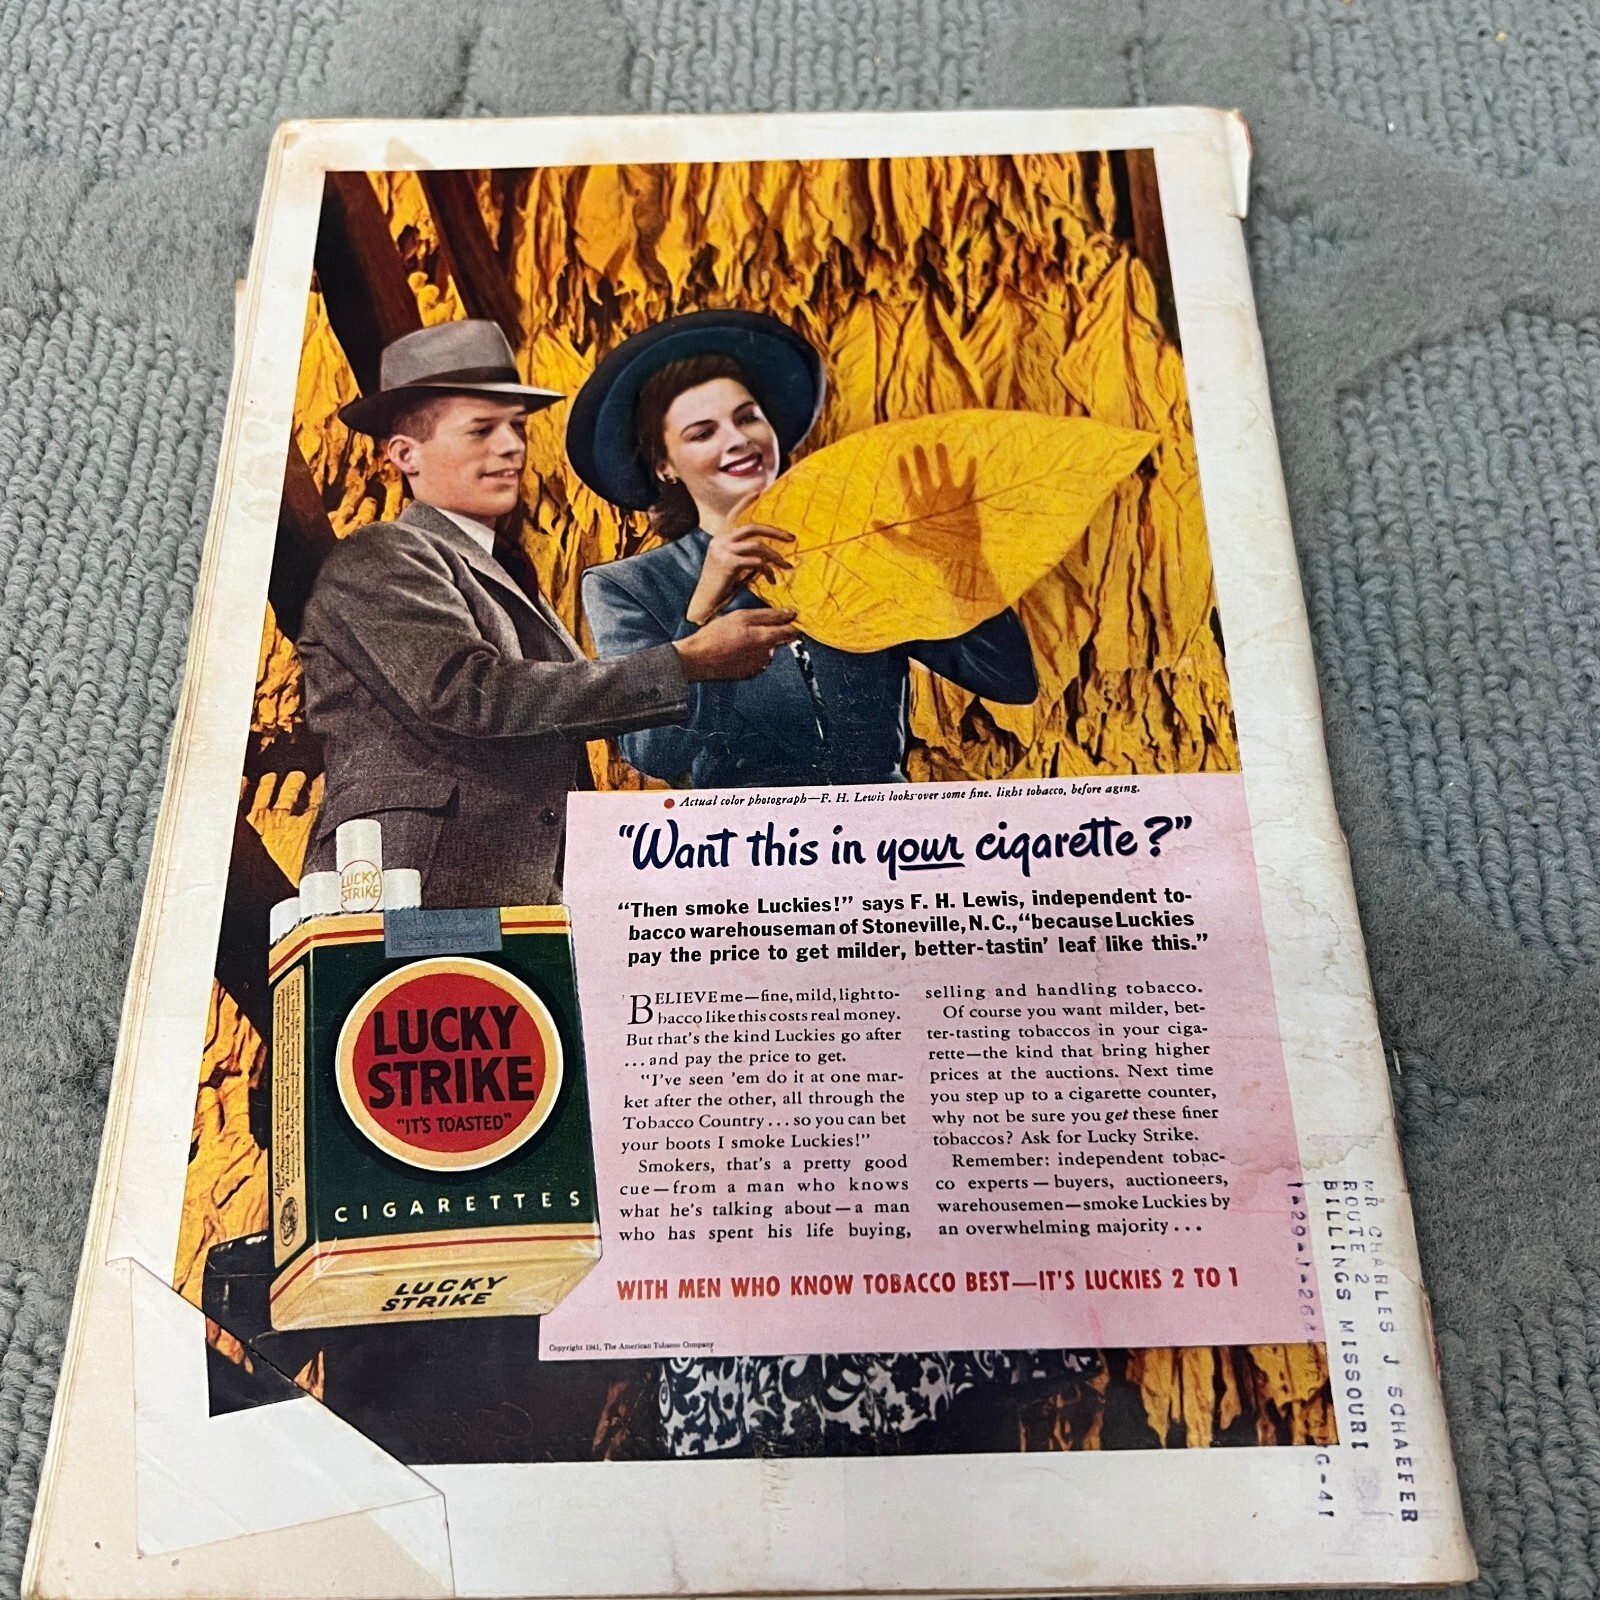 ● Actual color photograph—F. H. Lewis looks over some fine, light tobacco, before aging.
“Want this in your cigarette?”
“Then smoke Luckies!” says F. H. Lewis, independent to-
bacco warehouseman of Stoneville, N. C., “because Luckies
pay the price to get milder, better-tastin’ leaf like this.”
BELIEVE me—fine, mild, light to-
bacco like this costs real money.
But that's the kind Luckies go after
...and pay the price to get.
“I've seen 'em do it at one mar-
ket after the other, all through the
Tobacco Country...so you can bet
your boots I smoke Luckies!”
Smokers, that's a pretty good
cue—from a man who knows
what he's talking about—a man
who has spent his life buying,
selling and handling tobacco.
Of course you want milder, bet-
ter-tasting tobaccos in your ciga-
rette—the kind that bring higher
prices at the auctions. Next time
you step up to a cigarette counter,
why not be sure you get these finer
tobaccos? Ask for Lucky Strike.
Remember: independent tobac-
co experts—buyers, auctioneers,
warehousemen—smoke Luckies by
an overwhelming majority...
WITH MEN WHO KNOW TOBACCO BEST—IT'S LUCKIES 2 TO 1
Copyright 1941, The American Tobacco Company
LUCKY
STRIKE
LUCKY
STRIKE
“IT'S TOASTED”
CIGARETTES
LUCKY
STRIKE
MR CHARLES J SCHAEFER
ROUTE 2
BILLINGS MISSOURI
G-41